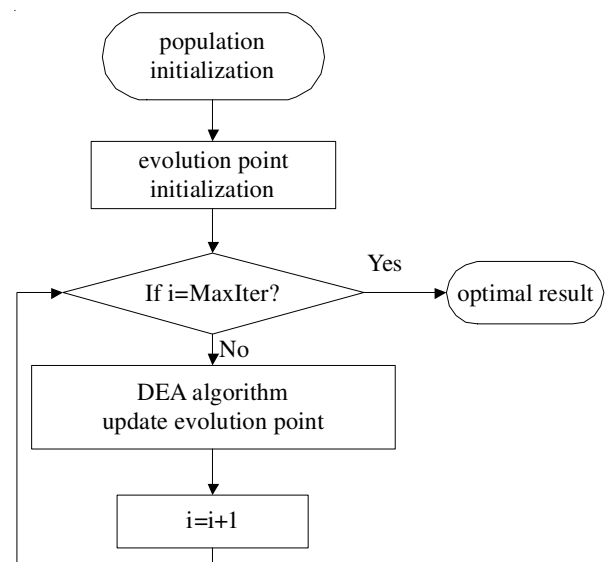 population
initialization
evolution point
initialization
Yes
If i=MaxIter?
optimal result
No
DEA algorithm
update evolution point
i=i+1